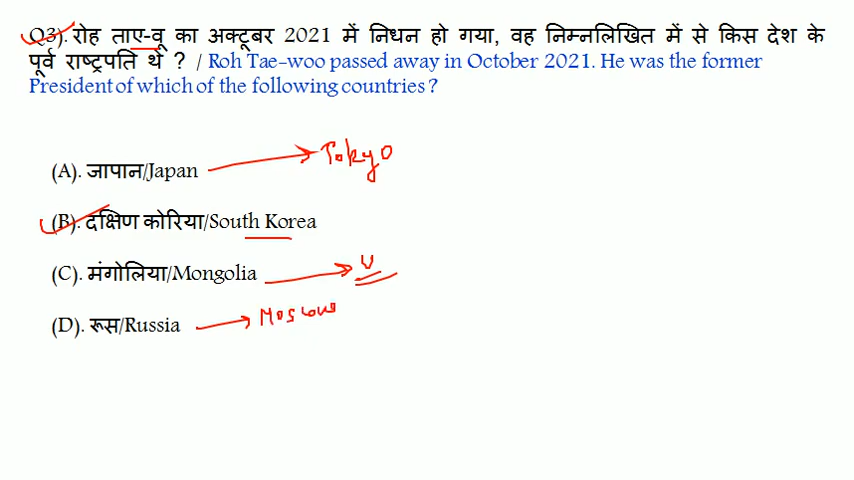 Q3). रोह ताए-वू का अक्टूबर 2021 में निधन हो गया, वह निम्नलिखित में से किस देश के
पूर्व राष्ट्रपति थे ? / Roh Tae-woo passed away in October 2021. He was the former
President of which of the following countries ?
(A). जापान/Japan Tokyo
(B). दक्षिण कोरिया/South Korea
(C). मंगोलिया/Mongolia
(D). रूस/Russia Moscow